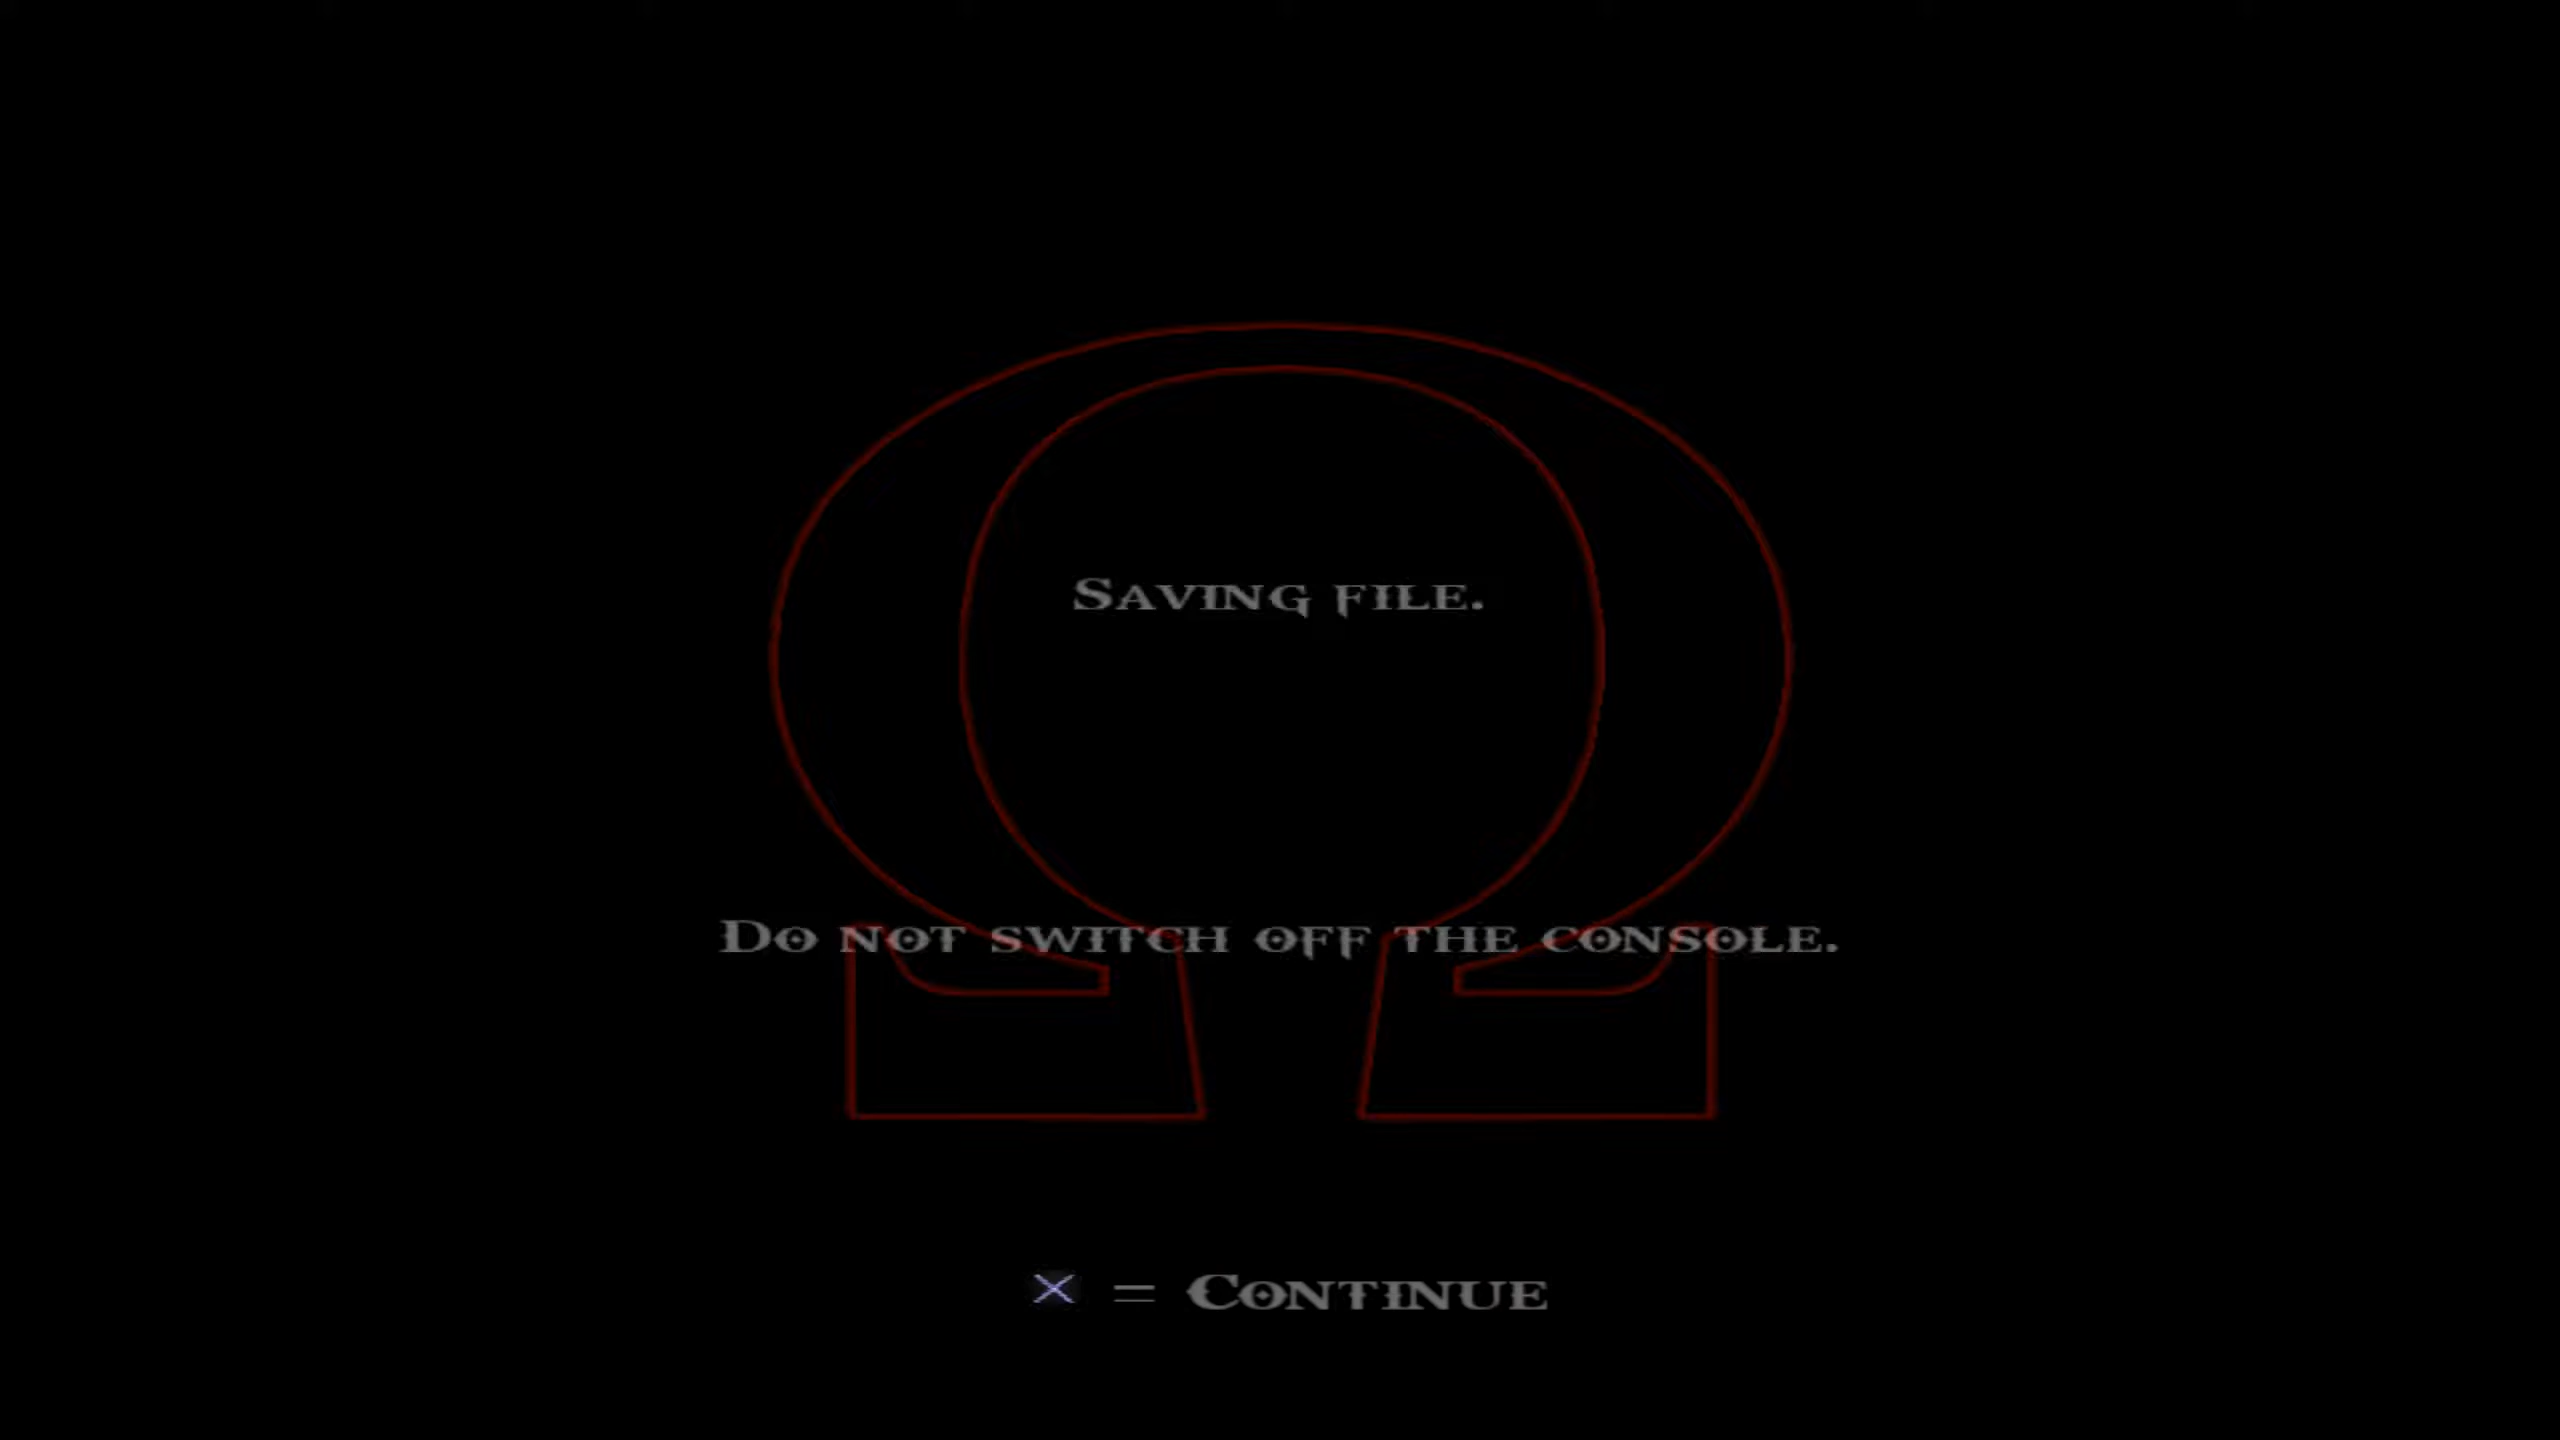 Saving file.
Do not switch off the console.
X = Continue